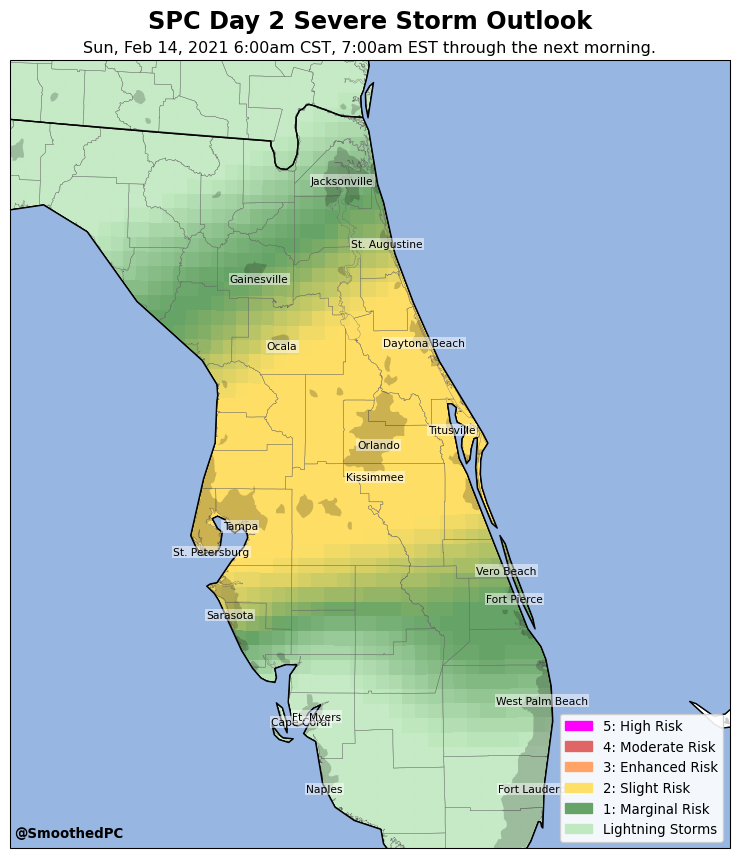 SPC Day 2 Severe Storm Outlook
Sun, Feb 14, 2021 6:00am CST, 7:00am EST through the next morning.
Jacksonville
St. Augustine
Gainesville
Ocala
Daytona Beach
Titusville
Orlando
Kissimmee
Tampa
St. Petersburg
Vero Beach
Fort Pierce
Sarasota
West Palm Beach
Ft. Myers
Cape Coral
Naples
Fort Lauder
5: High Risk
4: Moderate Risk
3: Enhanced Risk
2: Slight Risk
1: Marginal Risk
Lightning Storms
@SmoothedPC